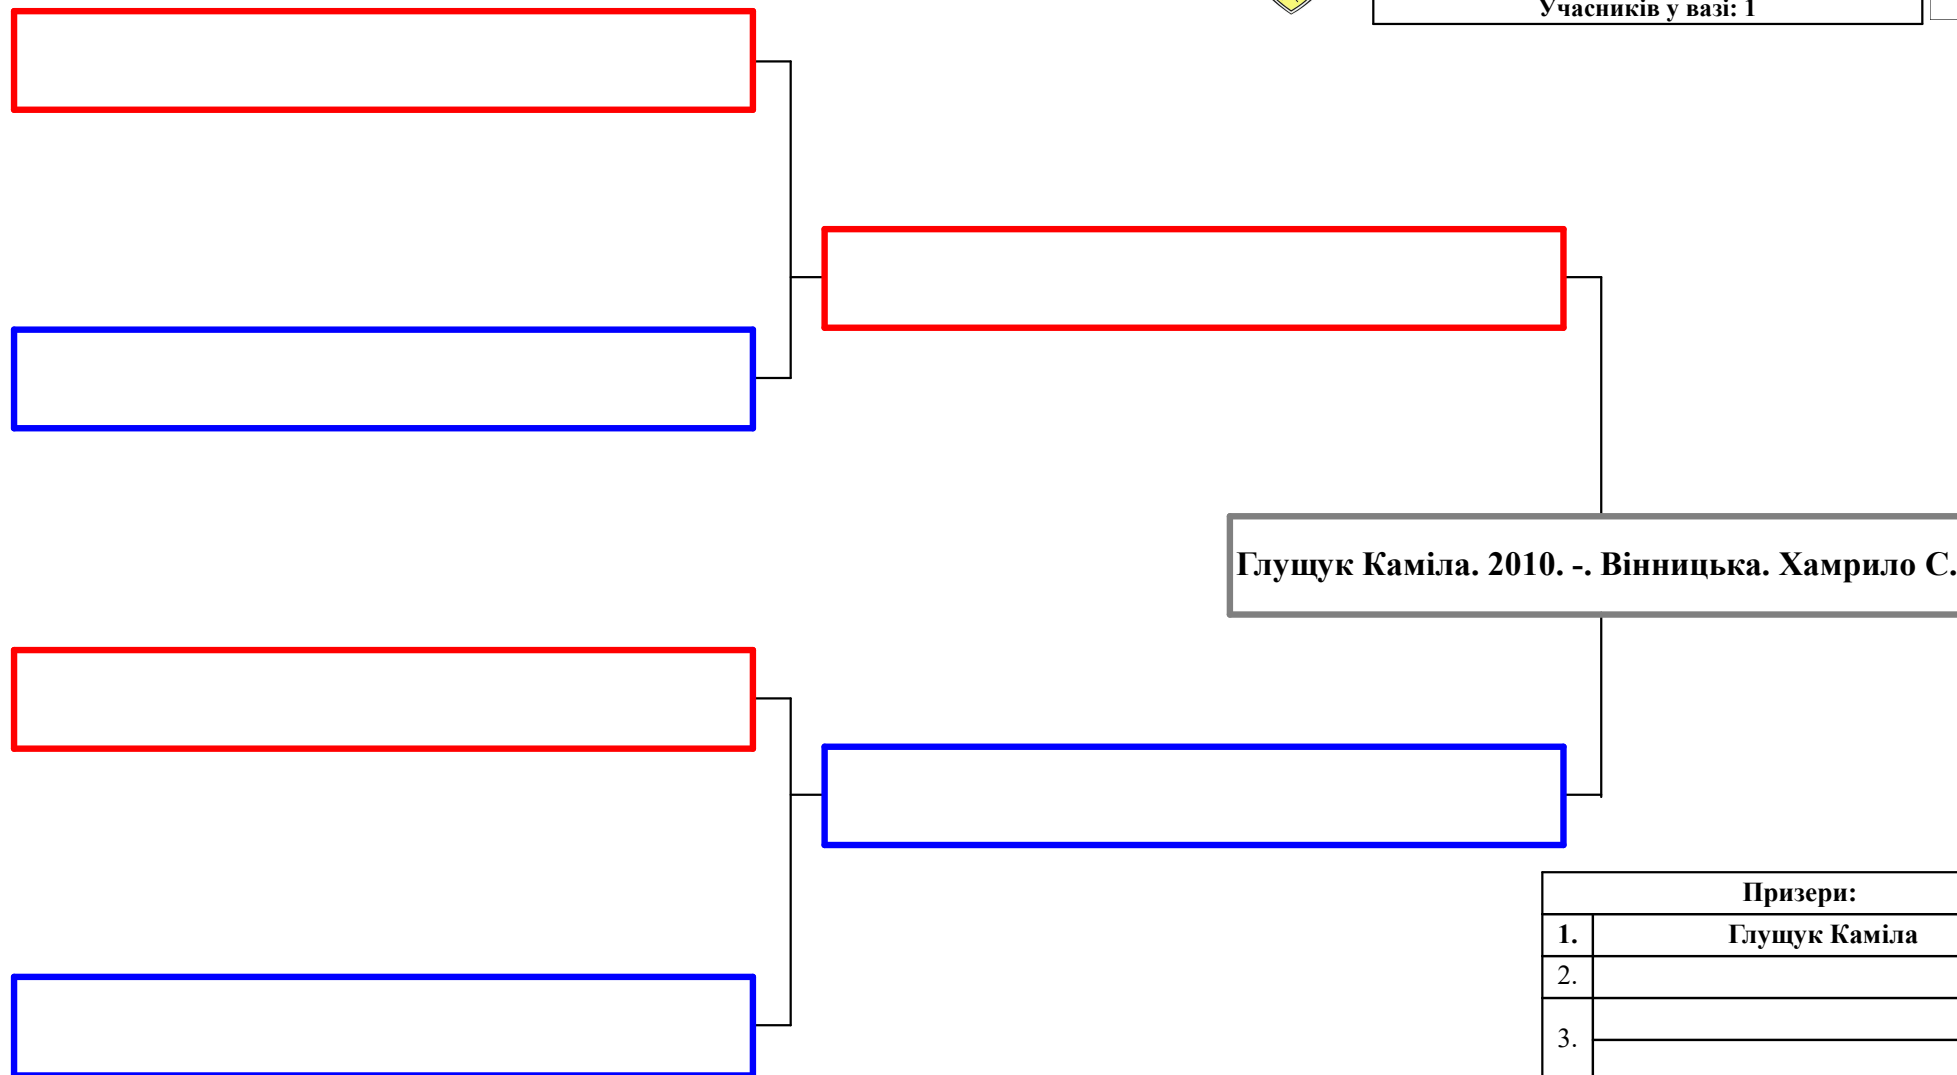 Учасників у вазі: 1
Глущук Каміла. 2010. -. Вінницька. Хамрило С.
Призери:
1. Глущук Каміла
2.
3.